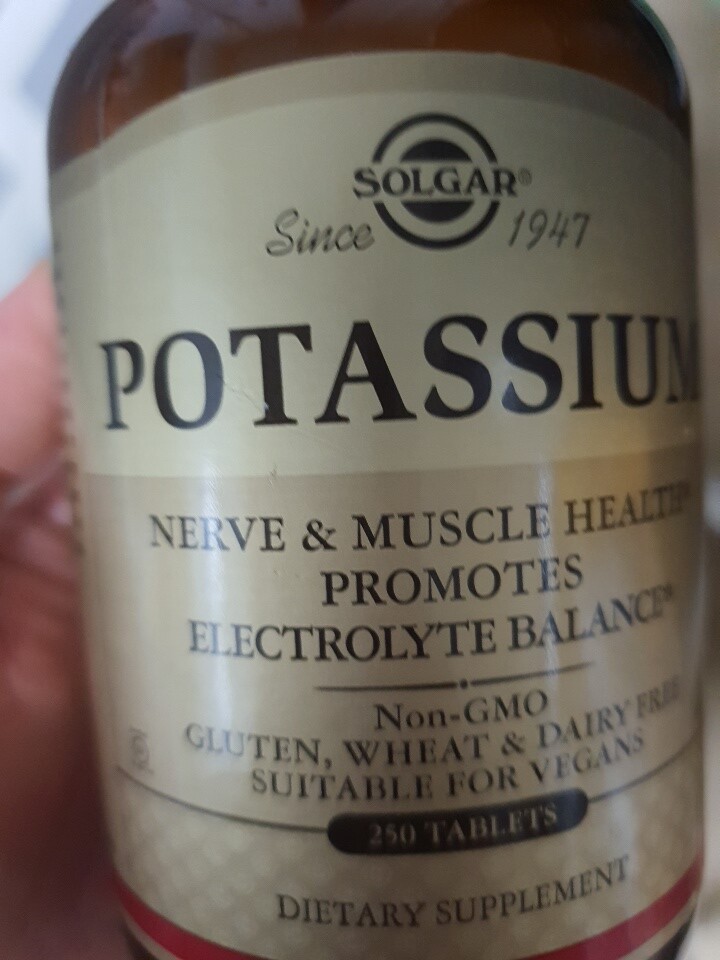 SOLGAR®
Since 1947
POTASSIUM
NERVE & MUSCLE HEALTH*
PROMOTES
ELECTROLYTE BALANCE*
Non-GMO
GLUTEN, WHEAT & DAIRY FREE
SUITABLE FOR VEGANS
250 TABLETS
DIETARY SUPPLEMENT